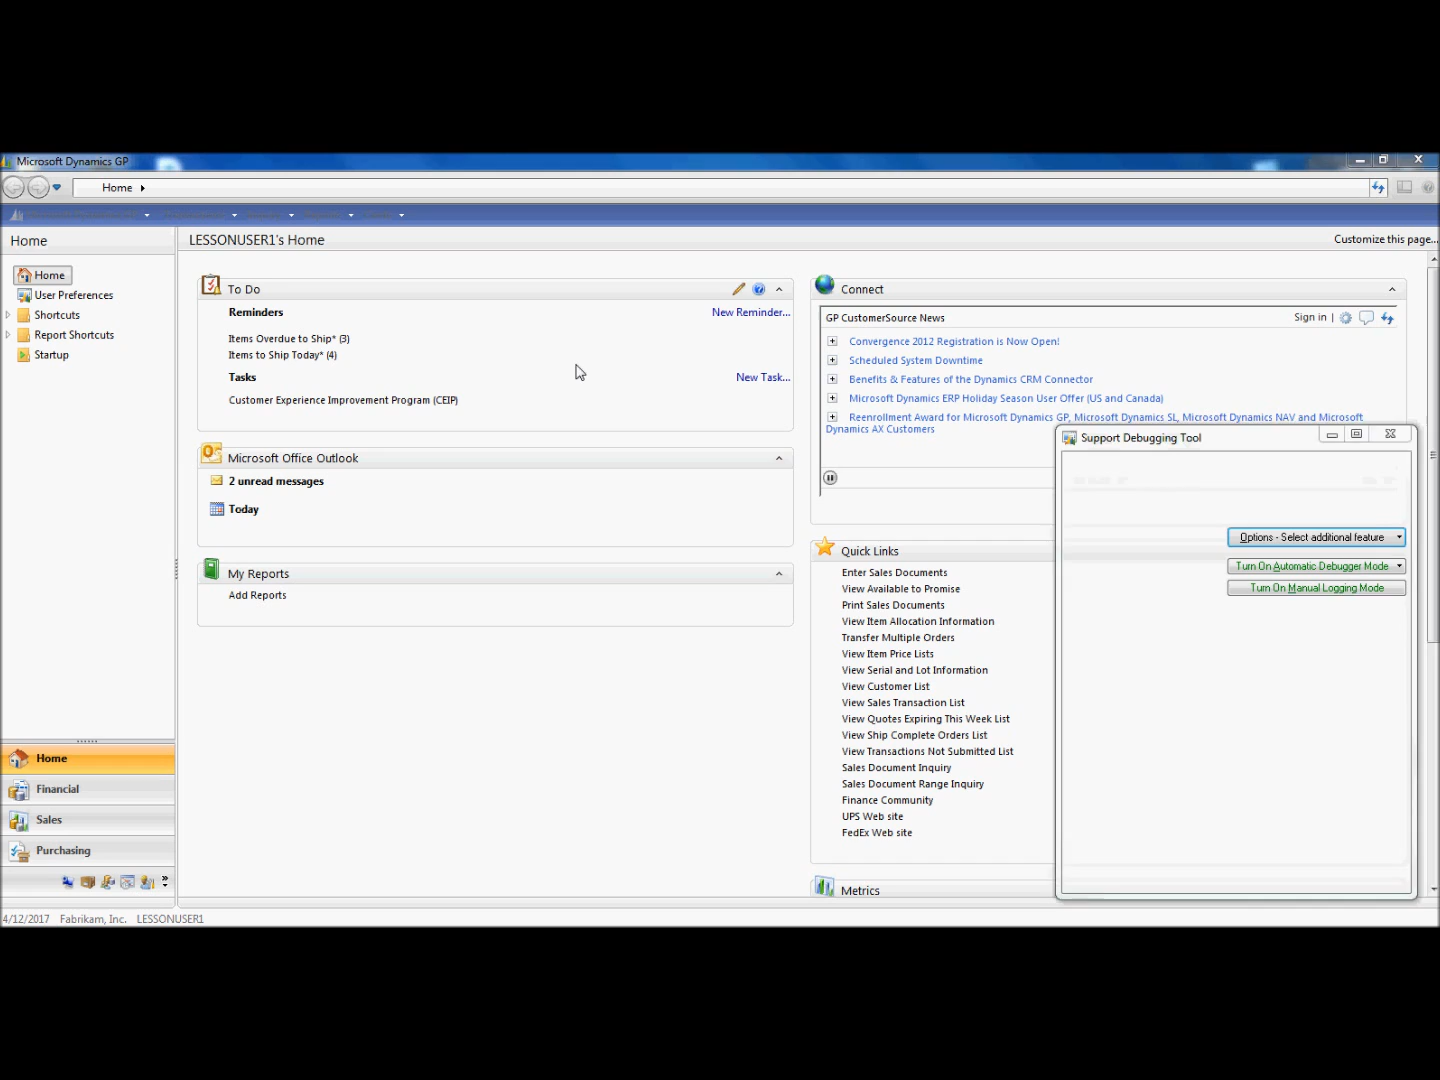 Microsoft Dynamics GP
Home
Home
LESSONUSER1's Home
Customize this page...
Home
User Preferences
Shortcuts
Report Shortcuts
Startup
To Do
Reminders
New Reminder...
Items Overdue to Ship* (3)
Items to Ship Today* (4)
Tasks
New Task...
Customer Experience Improvement Program (CEIP)
Microsoft Office Outlook
2 unread messages
Today
My Reports
Add Reports
Connect
GP CustomerSource News
Sign in |
Convergence 2012 Registration is Now Open!
Scheduled System Downtime
Benefits & Features of the Dynamics CRM Connector
Microsoft Dynamics ERP Holiday Season User Offer (US and Canada)
Reenrollment Award for Microsoft Dynamics GP, Microsoft Dynamics SL, Microsoft Dynamics NAV and Microsoft
Dynamics AX Customers
Support Debugging Tool
Options - Select additional feature
Turn On Automatic Debugger Mode
Turn On Manual Logging Mode
Quick Links
Enter Sales Documents
View Available to Promise
Print Sales Documents
View Item Allocation Information
Transfer Multiple Orders
View Item Price Lists
View Serial and Lot Information
View Customer List
View Sales Transaction List
View Quotes Expiring This Week List
View Ship Complete Orders List
View Transactions Not Submitted List
Sales Document Inquiry
Sales Document Range Inquiry
Finance Community
UPS Web site
FedEx Web site
Metrics
Home
Financial
Sales
Purchasing
4/12/2017 Fabrikam, Inc. LESSONUSER1